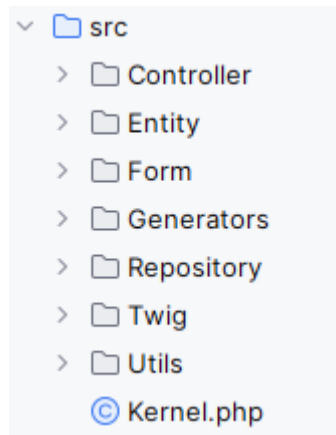 src
Controller
Entity
Form
Generators
Repository
Twig
Utils
Kernel.php